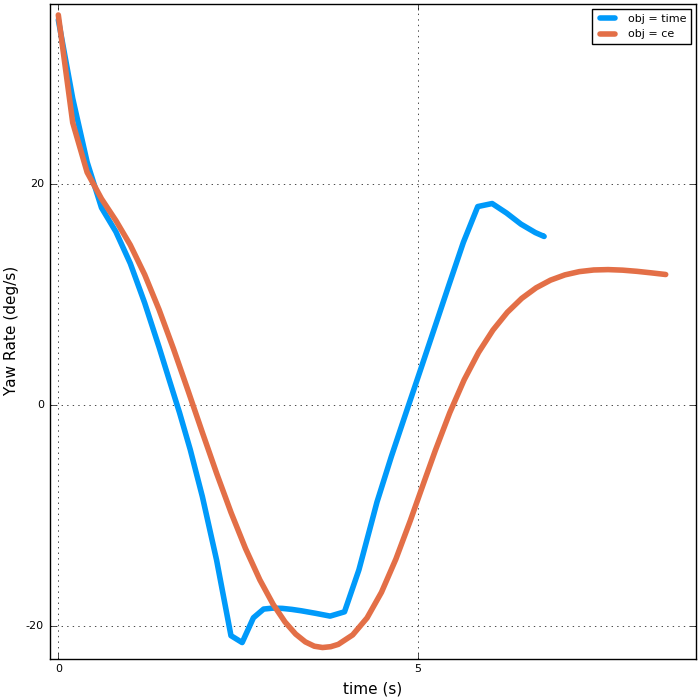 obj = time
obj = ce
20
0
-20
Yaw Rate (deg/s)
0
5
time (s)